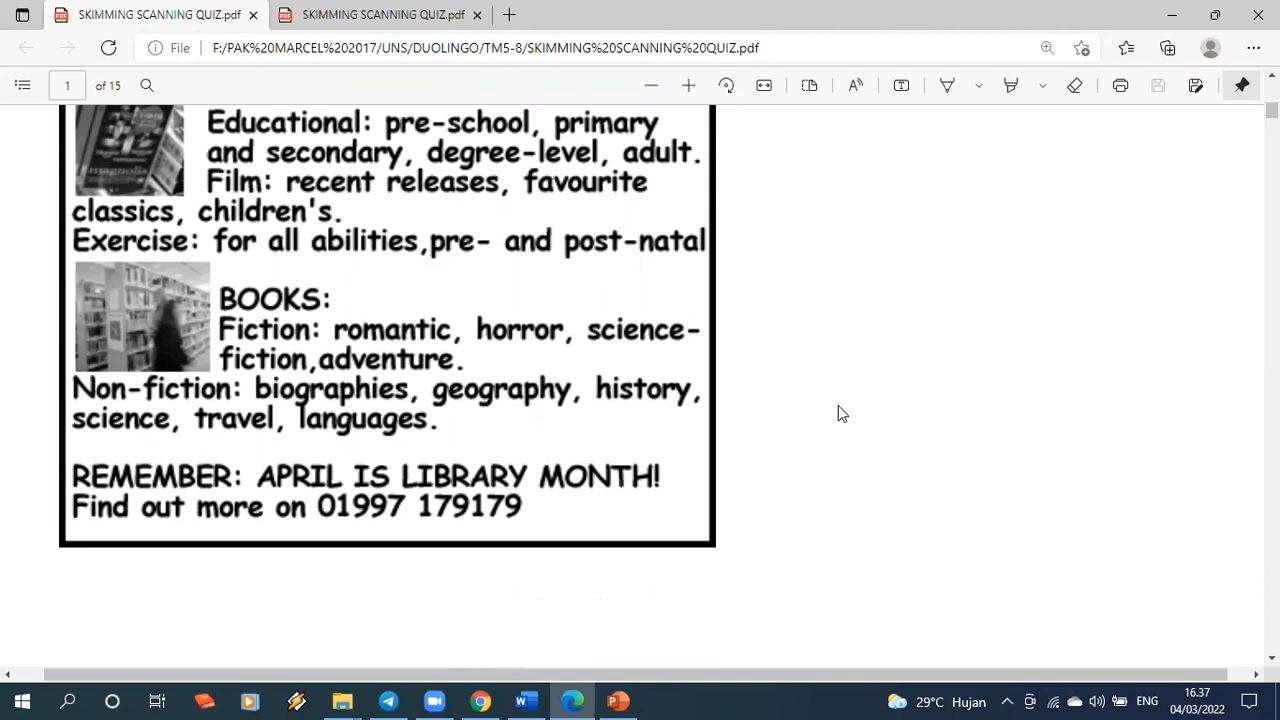 SKIMMING SCANNING QUIZ.pdf
SKIMMING SCANNING QUIZ.pdf
File
F:/PAK%20MARCEL%202017/UNS/DUOLINGO/TM5-8/SKIMMING%20SCANNING%20QUIZ.pdf
1 of 15
magnolia
Educational: pre-school, primary
and secondary, degree-level, adult.
Film: recent releases, favourite
classics, children's.
Exercise: for all abilities,pre- and post-natal
BOOKS:
Fiction: romantic, horror, science-
fiction,adventure.
Non-fiction: biographies, geography, history,
science, travel, languages.
REMEMBER: APRIL IS LIBRARY MONTH!
Find out more on 01997 179179
29°C Hujan
ENG
16.37
04/03/2022